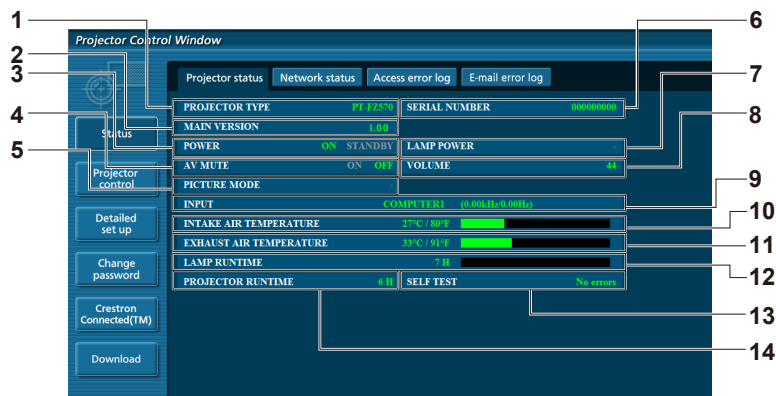 Projector Control Window
Projector status Network status Access error log E-mail error log
PROJECTOR TYPE PT-FZ570 SERIAL NUMBER 000000000
MAIN VERSION 1.00
POWER ON STANDBY LAMP POWER -
AV MUTE ON OFF VOLUME 44
PICTURE MODE -
INPUT COMPUTER1 (0.00kHz/0.00Hz)
INTAKE AIR TEMPERATURE 27°C / 80°F
EXHAUST AIR TEMPERATURE 33°C / 91°F
LAMP RUNTIME 7 H
PROJECTOR RUNTIME 6 H SELF TEST No errors
Status
Projector
control
Detailed
set up
Change
password
Crestron
Connected(TM)
Download
1
2
3
4
5
6
7
8
9
10
11
12
13
14